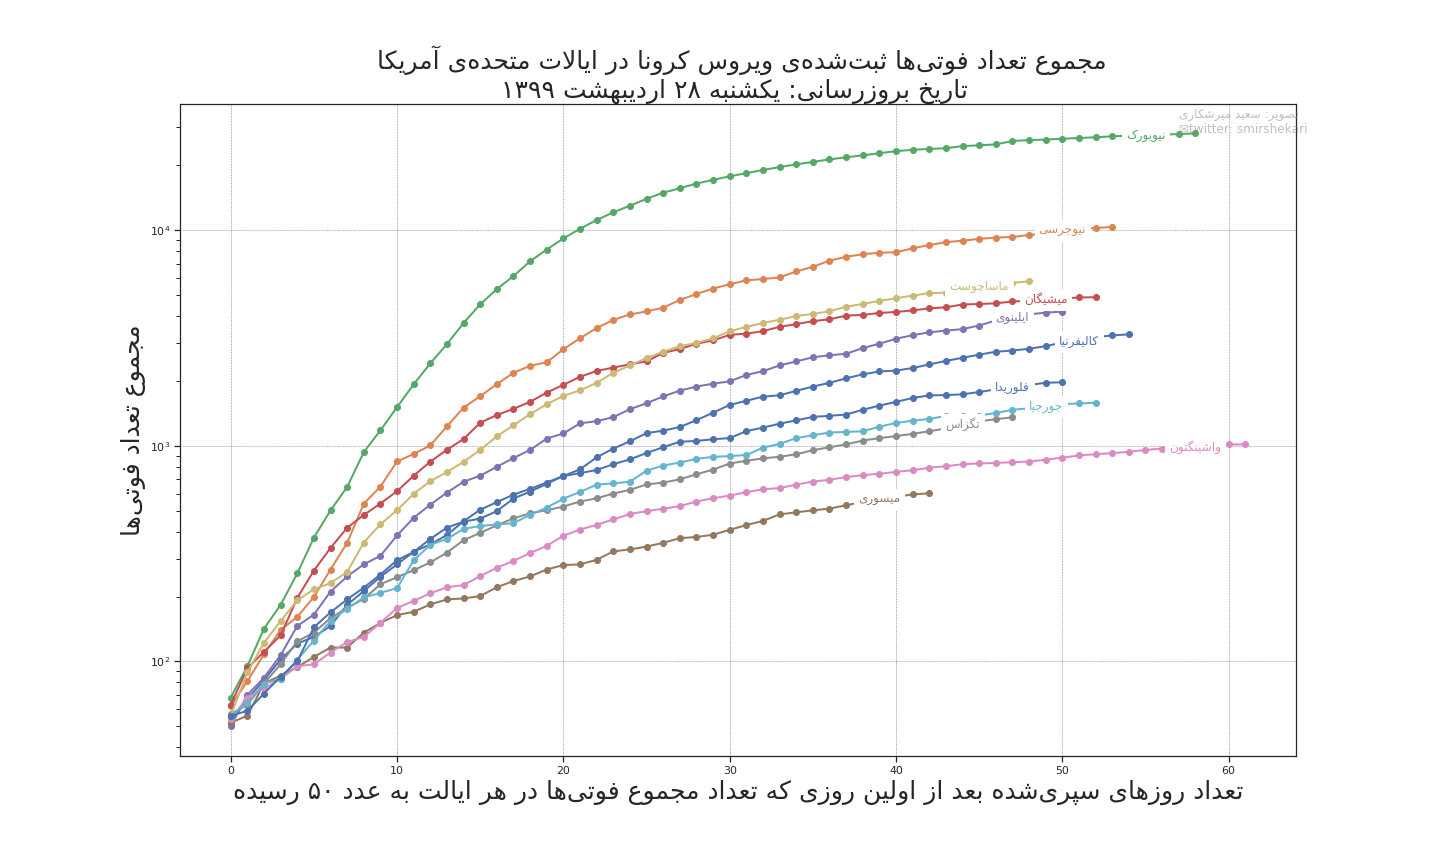 مجموع تعداد فوتی‌ها ثبت‌شده‌ی ویروس کرونا در ایالات متحده‌ی آمریکا
تاریخ بروزرسانی: یکشنبه ۲۸ اردیبهشت ۱۳۹۹
تصویر: سعید میرشکاری
✉twitter: smirshekari
نیویورک
نیوجرسی
ماساچوست
میشیگان
ایلینوی
کالیفرنیا
فلوریدا
جورجیا
تگزاس
واشینگتون
میسوری
مجموع تعداد فوتی‌ها
10⁴
10³
10²
0 10 20 30 40 50 60
تعداد روزهای سپری‌شده بعد از اولین روزی که تعداد مجموع فوتی‌ها در هر ایالت به عدد ۵۰ رسیده